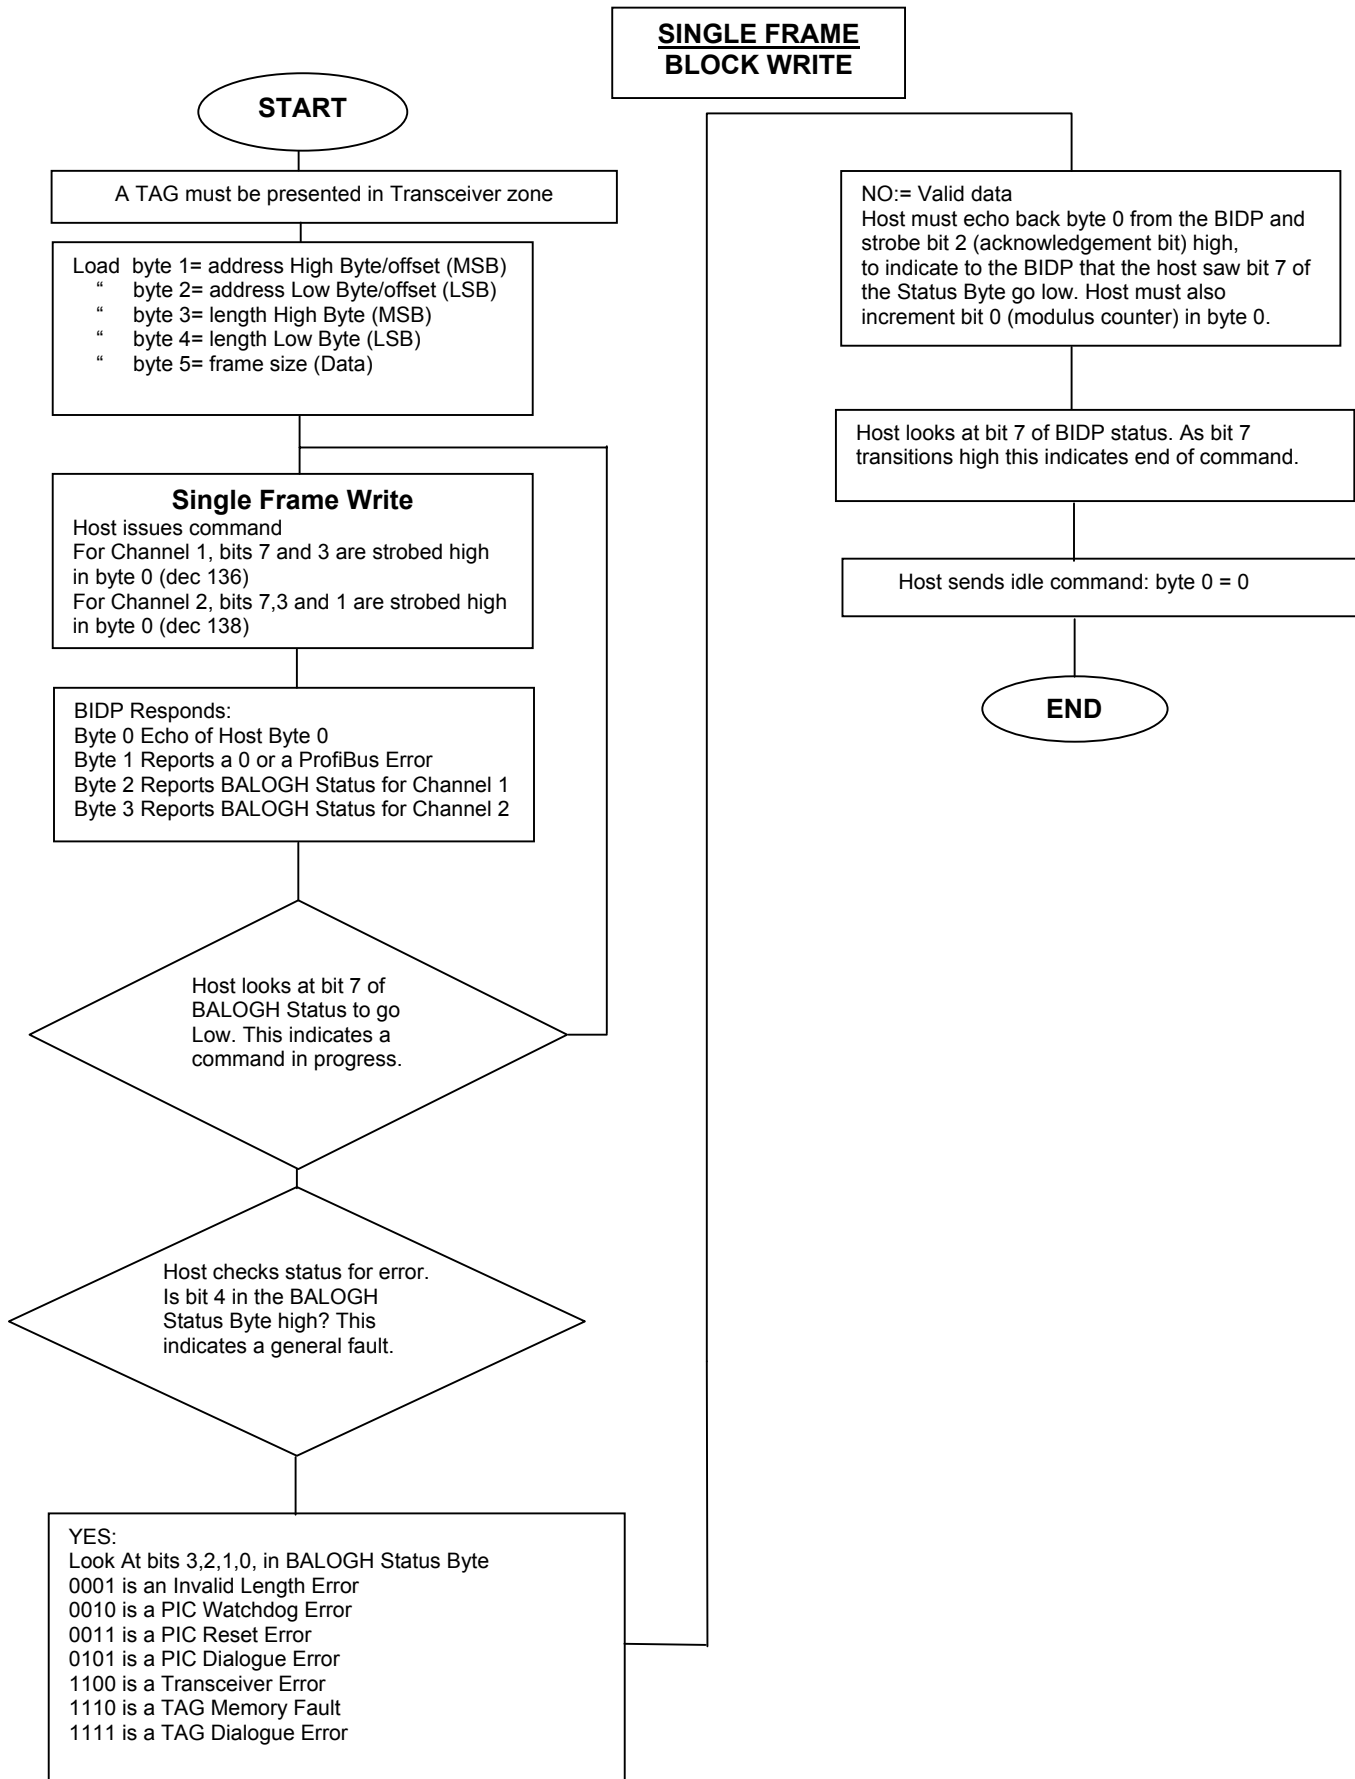 SINGLE FRAME
BLOCK WRITE
START
A TAG must be presented in Transceiver zone
Load byte 1= address High Byte/offset (MSB)
“ byte 2= address Low Byte/offset (LSB)
“ byte 3= length High Byte (MSB)
“ byte 4= length Low Byte (LSB)
“ byte 5= frame size (Data)
Single Frame Write
Host issues command
For Channel 1, bits 7 and 3 are strobed high
in byte 0 (dec 136)
For Channel 2, bits 7,3 and 1 are strobed high
in byte 0 (dec 138)
BIDP Responds:
Byte 0 Echo of Host Byte 0
Byte 1 Reports a 0 or a ProfiBus Error
Byte 2 Reports BALOGH Status for Channel 1
Byte 3 Reports BALOGH Status for Channel 2
Host looks at bit 7 of
BALOGH Status to go
Low. This indicates a
command in progress.
Host checks status for error.
Is bit 4 in the BALOGH
Status Byte high? This
indicates a general fault.
YES:
Look At bits 3,2,1,0, in BALOGH Status Byte
0001 is an Invalid Length Error
0010 is a PIC Watchdog Error
0011 is a PIC Reset Error
0101 is a PIC Dialogue Error
1100 is a Transceiver Error
1110 is a TAG Memory Fault
1111 is a TAG Dialogue Error
NO:= Valid data
Host must echo back byte 0 from the BIDP and
strobe bit 2 (acknowledgement bit) high,
to indicate to the BIDP that the host saw bit 7 of
the Status Byte go low. Host must also
increment bit 0 (modulus counter) in byte 0.
Host looks at bit 7 of BIDP status. As bit 7
transitions high this indicates end of command.
Host sends idle command: byte 0 = 0
END